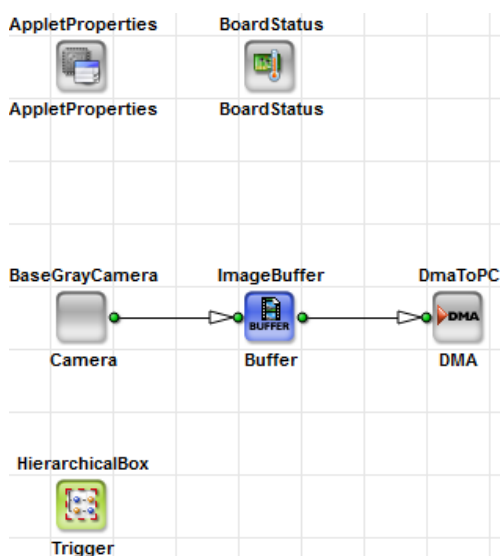 AppletProperties BoardStatus
AppletProperties BoardStatus
BaseGrayCamera ImageBuffer DmaToPC
BUFFER DMA
Camera Buffer DMA
HierarchicalBox
Trigger